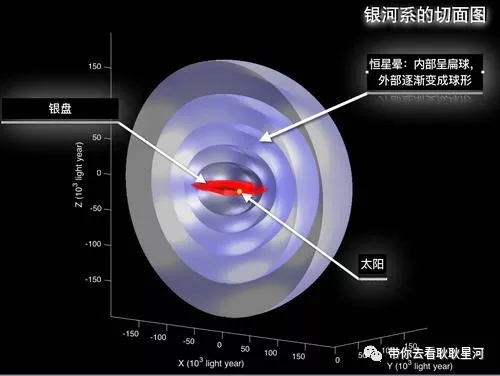 银河系的切面图
恒星晕：内部呈扁球，
外部逐渐变成球形
银盘
太阳
150
100
50
0
-50
-100
-150
Z (10³ light year)
-150
-100
-50
0
50
100
150
X (10³ light year)
0
50
100
150
Y (10³ light year)
带你去看耿耿星河